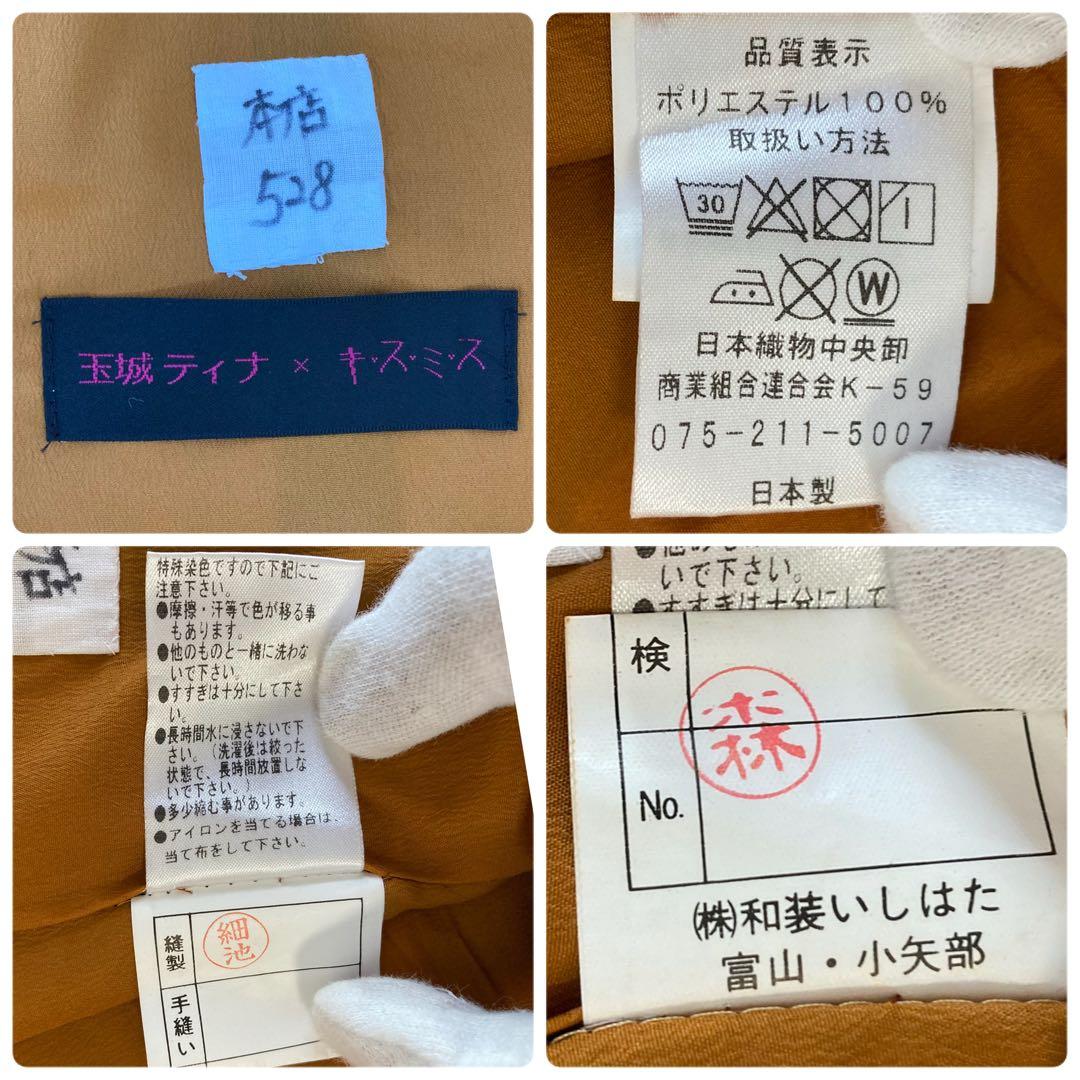 本店
528
玉城ティナ × キ・ス・ミ・ス
品質表示
ポリエステル100%
取扱い方法
30
W
日本織物中央卸
商業組合連合会K-59
075-211-5007
日本製
店
特殊染色ですので下記にご
注意下さい。
●摩擦・汗等で色が移る事
もあります。
●他のものと一緒に洗わな
いで下さい。
●すすぎは十分にして下さ
い。
●長時間水に浸さないで下
さい。(洗濯後は絞った
状態で、長時間放置しな
いで下さい。)
●多少縮む事があります。
●アイロンを当てる場合は、
当て布をして下さい。
縫製
細池
手縫い
いで下さい。
●すすぎは十分にして
検
森
No.
㈱和装いしはた
富山・小矢部